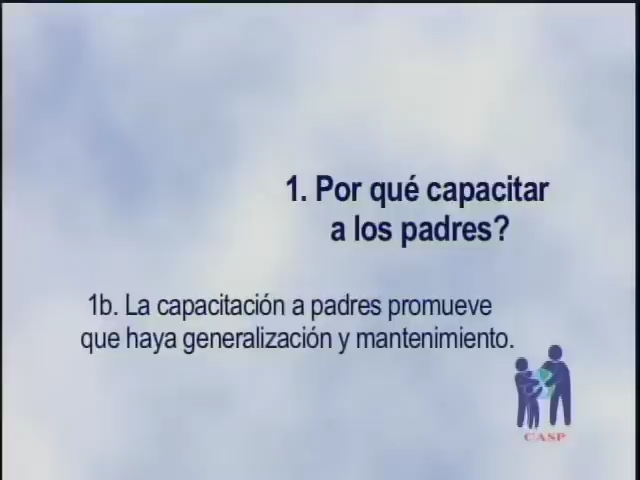 1. Por qué capacitar
a los padres?
1b. La capacitación a padres promueve
que haya generalización y mantenimiento.
CASP